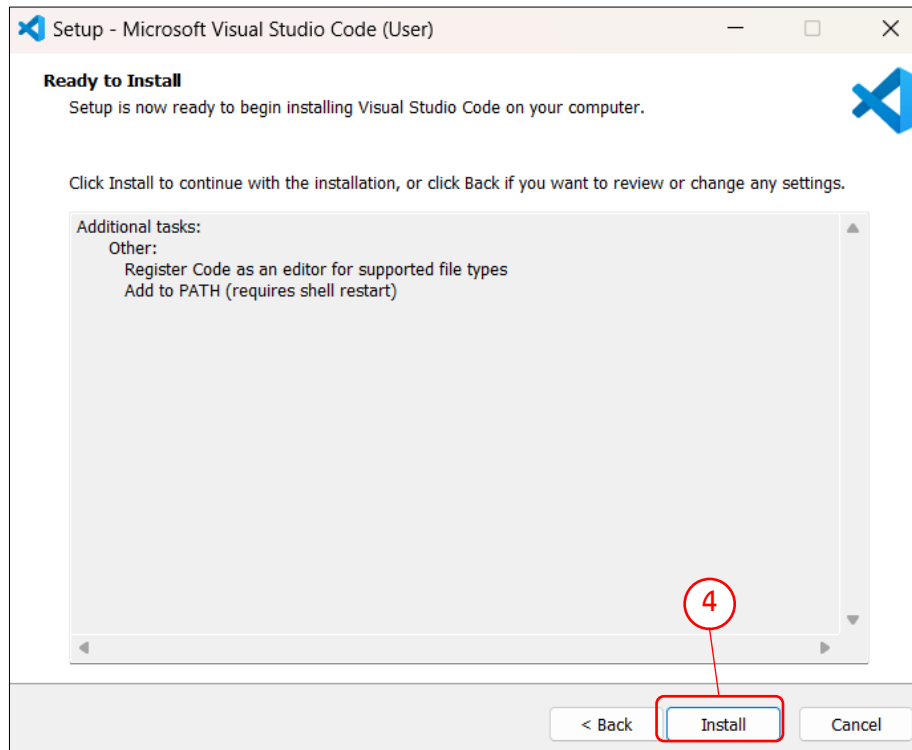 Setup - Microsoft Visual Studio Code (User)
Ready to Install
Setup is now ready to begin installing Visual Studio Code on your computer.
Click Install to continue with the installation, or click Back if you want to review or change any settings.
Additional tasks:
Other:
Register Code as an editor for supported file types
Add to PATH (requires shell restart)
4
< Back Install Cancel